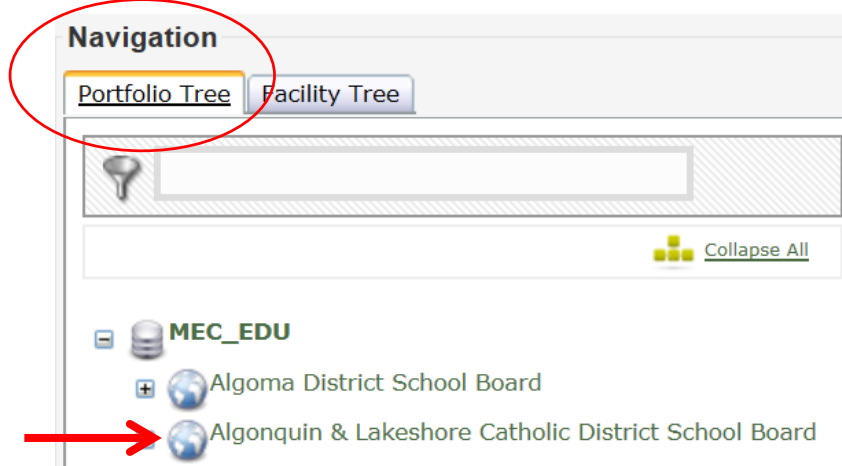 Navigation
Portfolio Tree Facility Tree
Collapse All
MEC_EDU
Algoma District School Board
Algonquin & Lakeshore Catholic District School Board